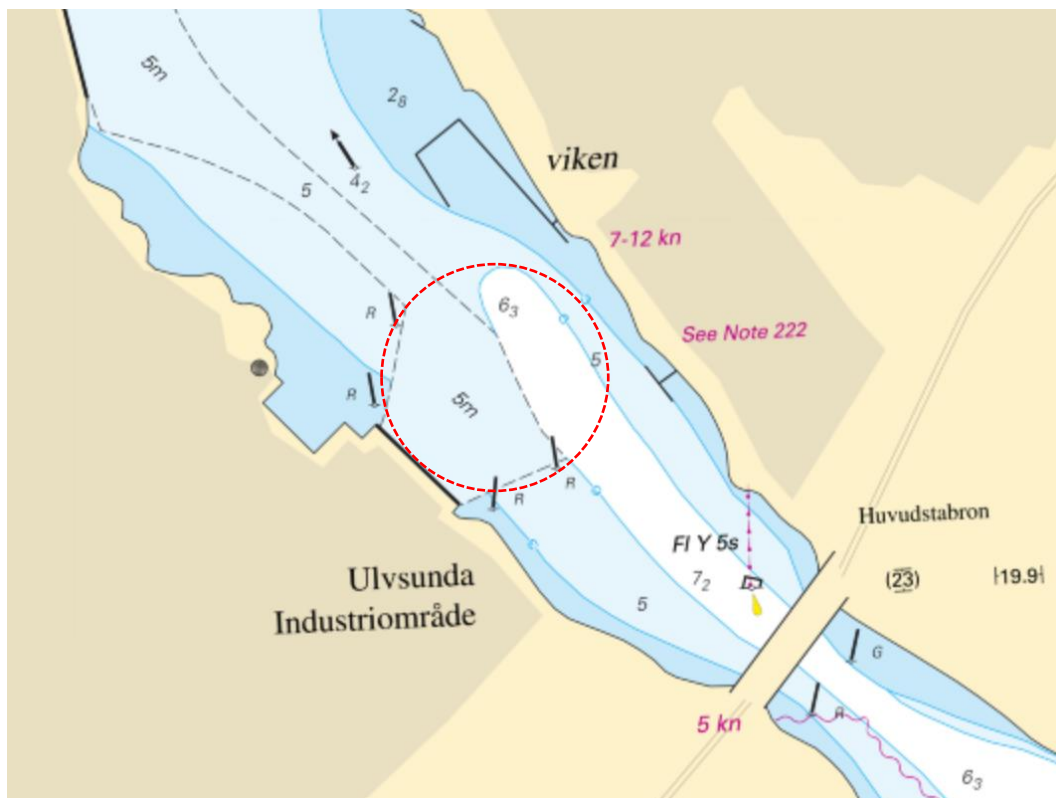 5m
2₈
viken
4₂
5
7-12 kn
6₃
R
See Note 222
5
R
5m
R
R
Huvudstabron
Fl Y 5s
Ulvsunda
Industriområde
7₂
(23)
19.9
5
G
R
5 kn
6₃